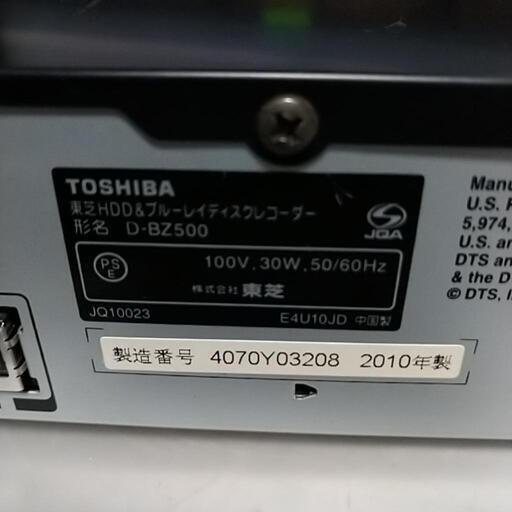 TOSHIBA
東芝HDD&ブルーレイディスクレコーダー
形名 D-BZ500
JQA
PS
E
100V, 30W, 50/60Hz
株式会社 東芝
JQ10023
E4U10JD 中国製
製造番号 4070Y03208 2010年製
Manu
U.S. P
5,974,
U.S. an
DTS an
& the D
© DTS, I